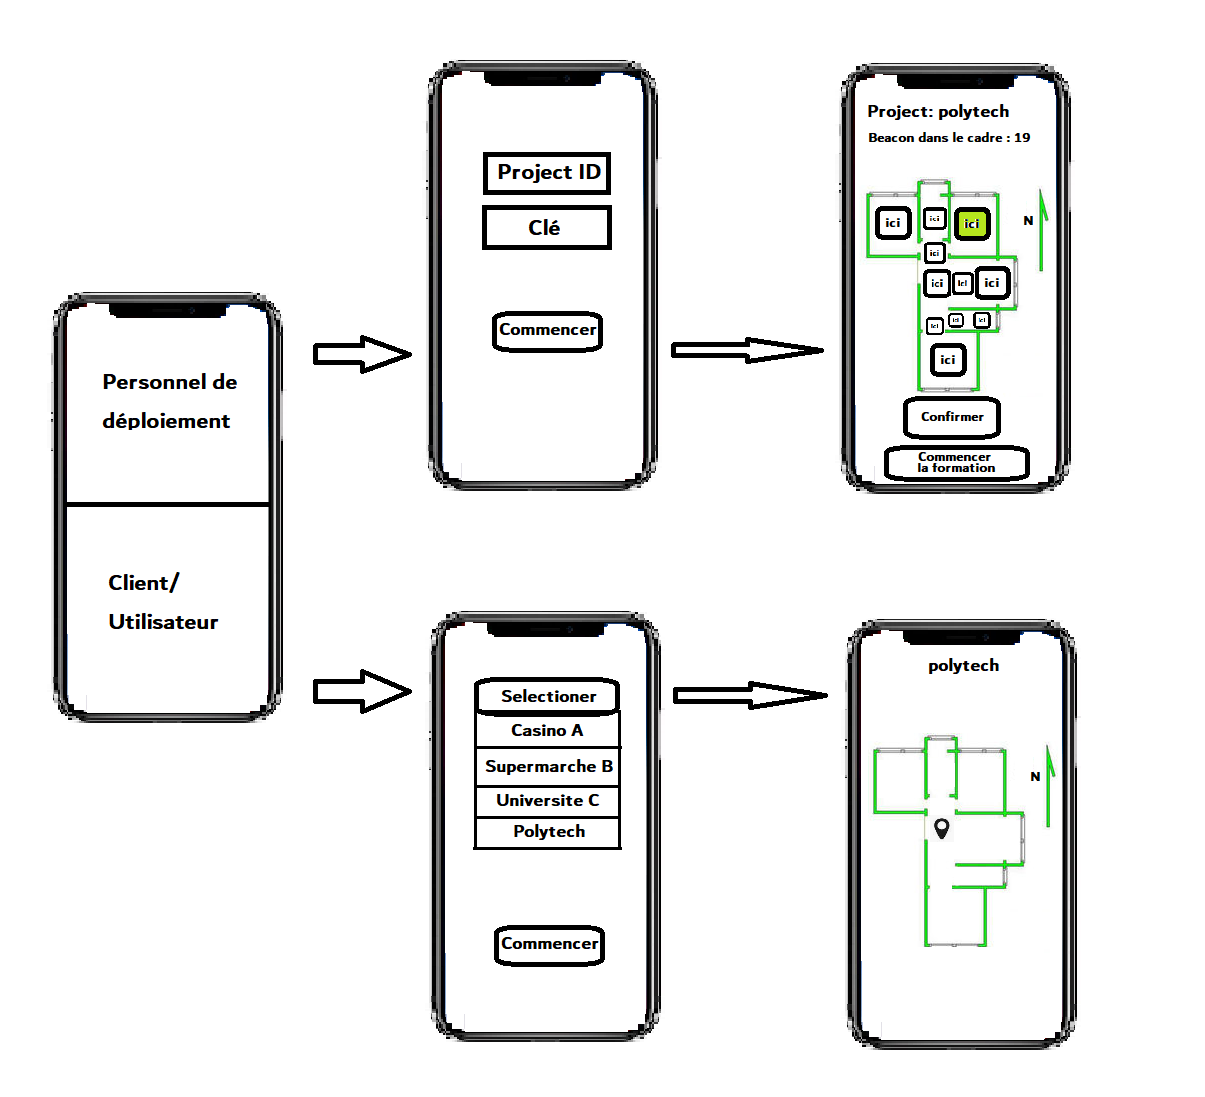 Personnel de
déploiement
Client/
Utilisateur
Project ID
Clé
Commencer
Project: polytech
Beacon dans le cadre : 19
N
ici
ici
ici
ici
ici
ici
ici
ici
ici
ici
ici
Confirmer
Commencer
la formation
Selectioner
Casino A
Supermarche B
Universite C
Polytech
Commencer
polytech
N